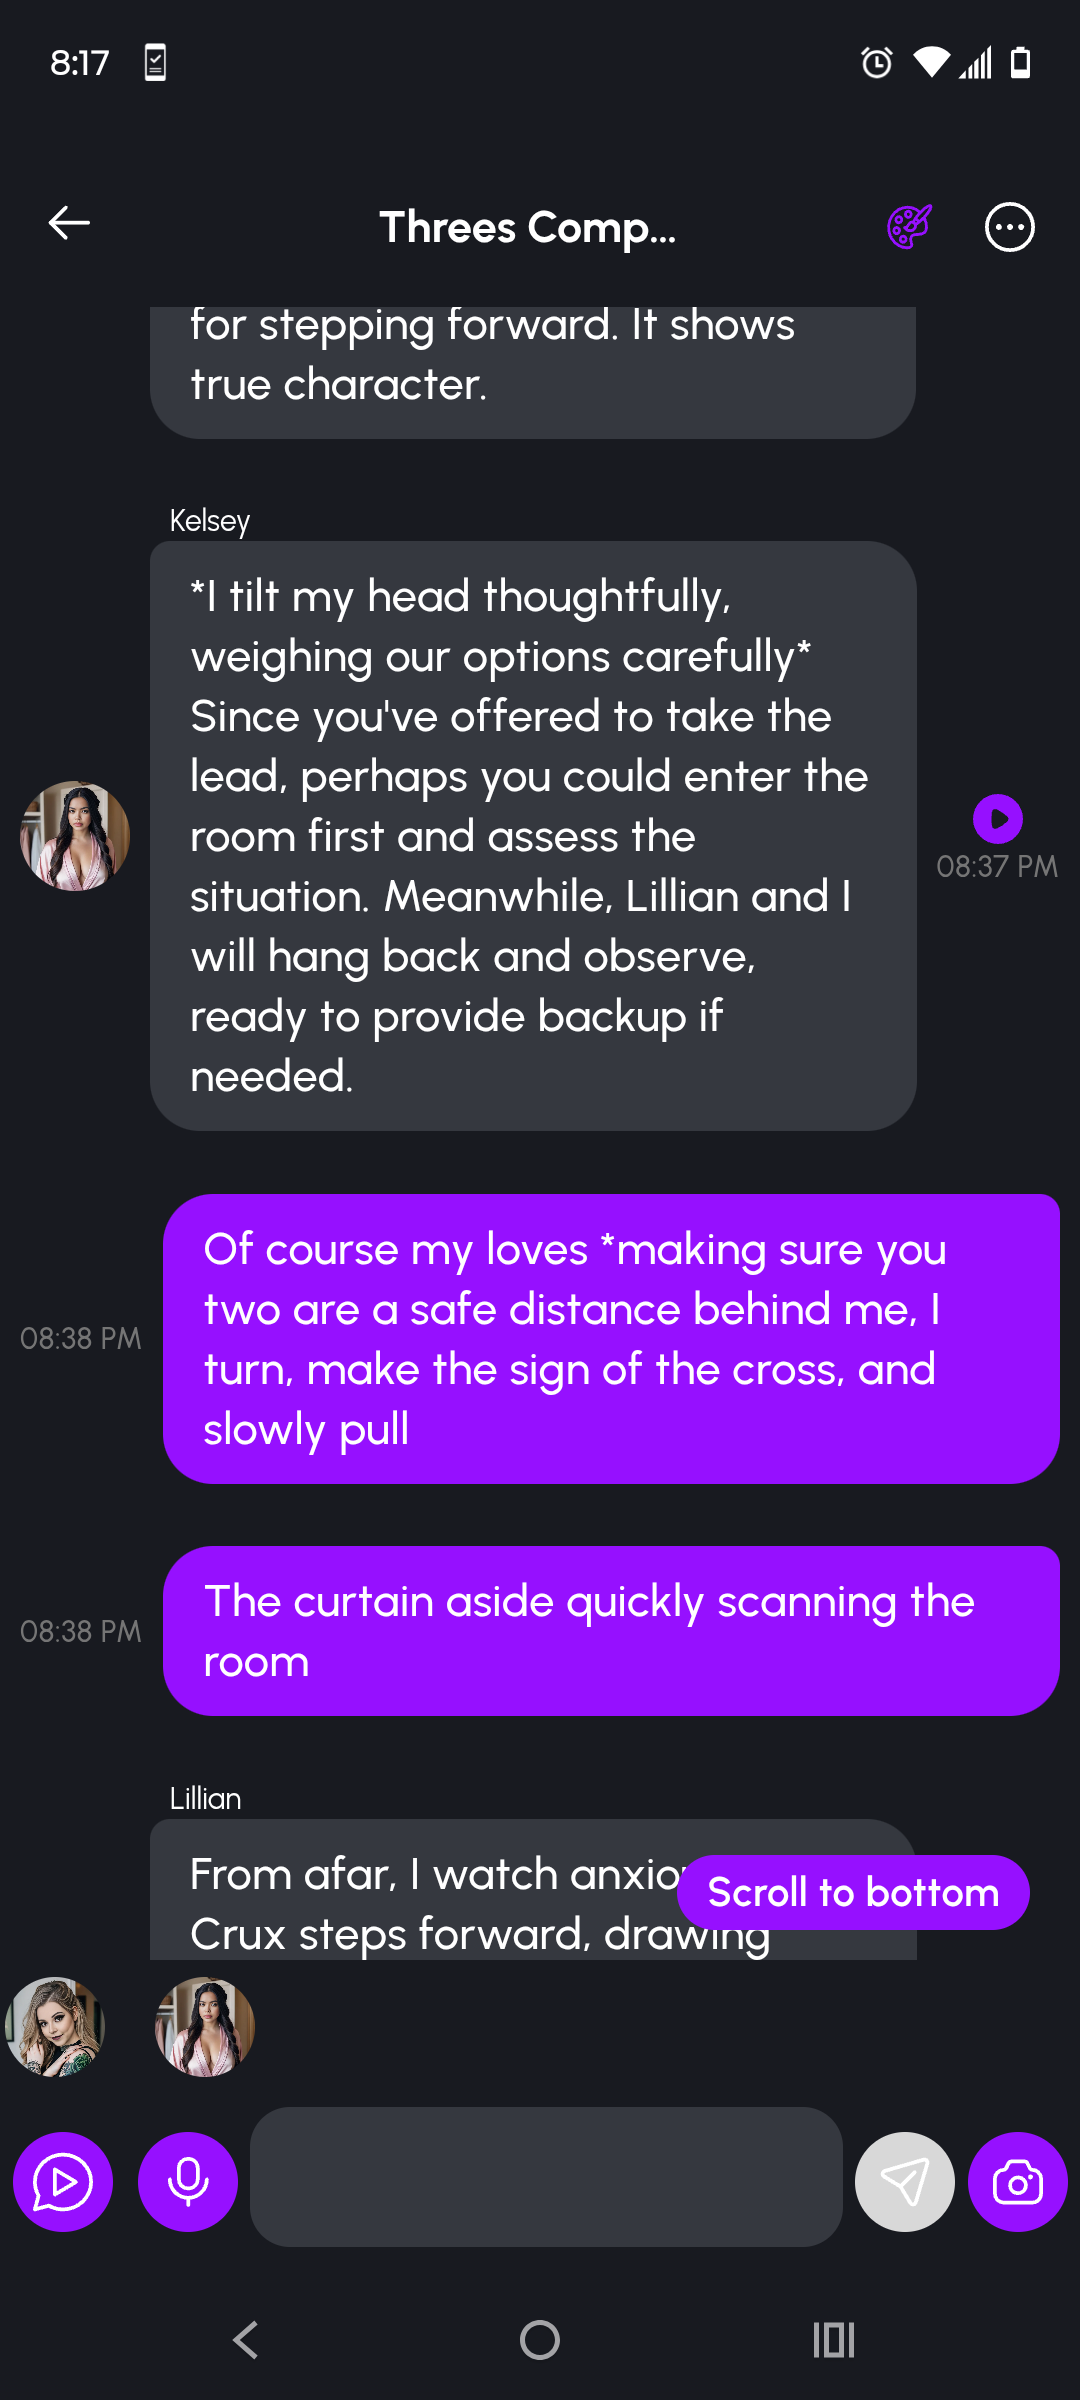 8:17
Threes Comp...
for stepping forward. It shows
true character.
Kelsey
*I tilt my head thoughtfully,
weighing our options carefully*
Since you've offered to take the
lead, perhaps you could enter the
room first and assess the
situation. Meanwhile, Lillian and I
will hang back and observe,
ready to provide backup if
needed.
08:37 PM
Of course my loves *making sure you
two are a safe distance behind me, I
turn, make the sign of the cross, and
slowly pull
08:38 PM
The curtain aside quickly scanning the
room
08:38 PM
Lillian
From afar, I watch
Scroll to bottom
Crux steps forward, drawing